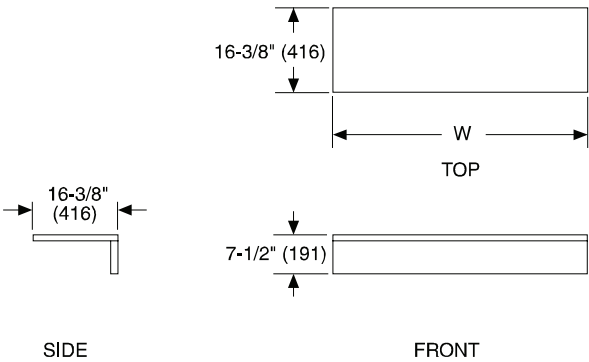 16-3/8" (416)
W
TOP
16-3/8"
(416)
7-1/2" (191)
SIDE
FRONT